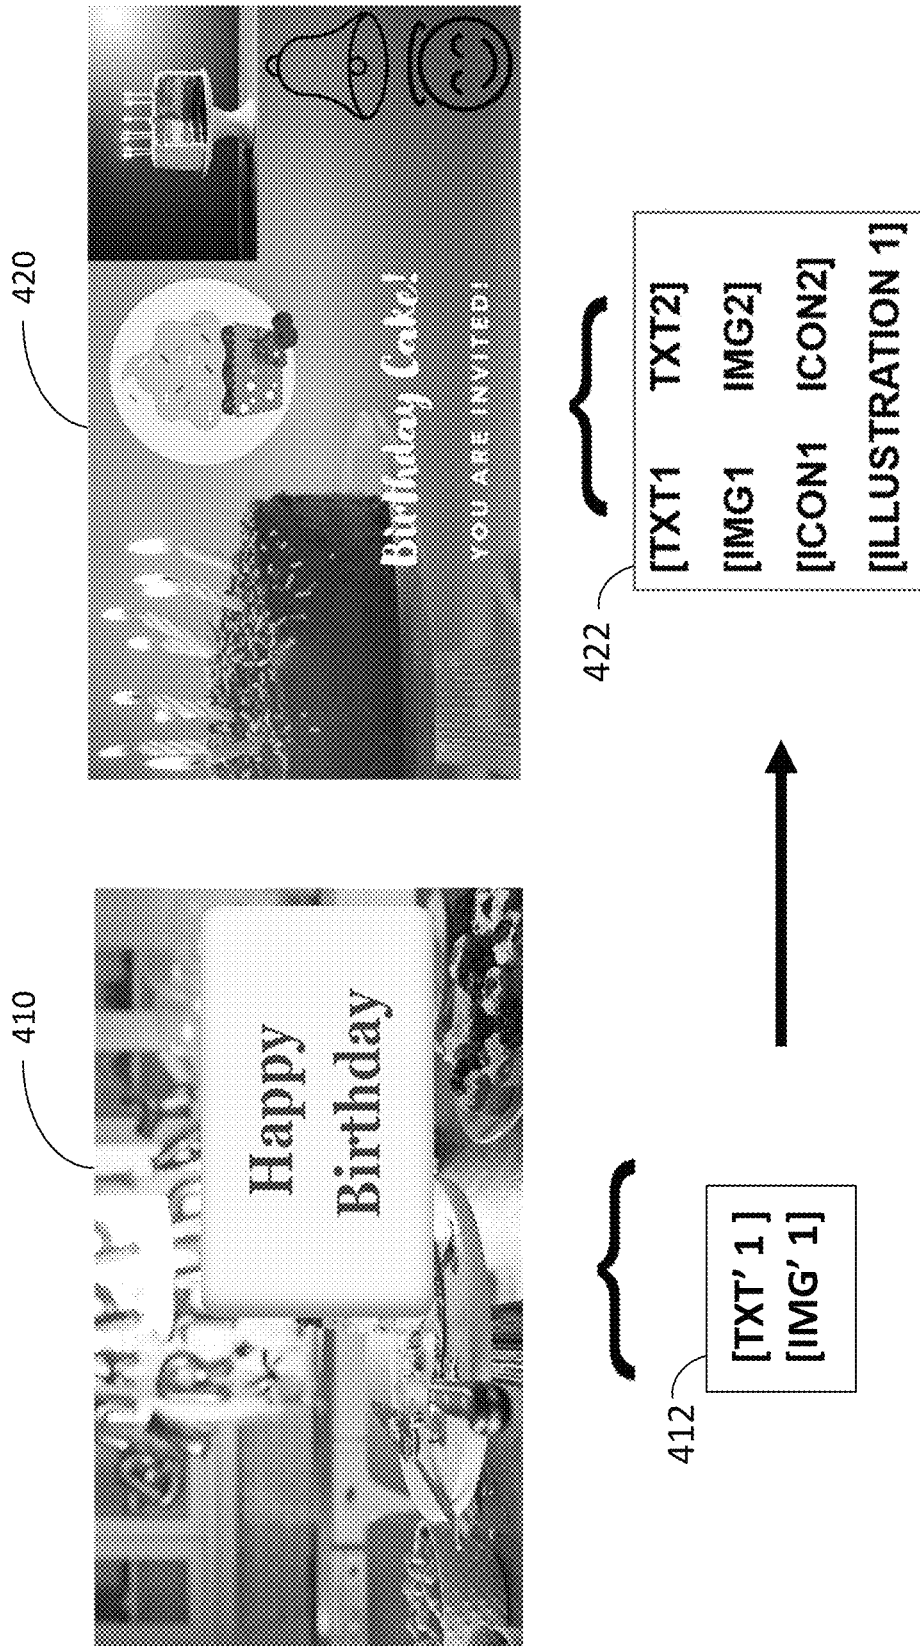 410
Happy
Birthday
412
[TXT' 1 ]
[IMG' 1]
420
Birthday Cake!
YOU ARE INVITED!
422
[TXT1 TXT2]
[IMG1 IMG2]
[ICON1 ICON2]
[ILLUSTRATION 1]